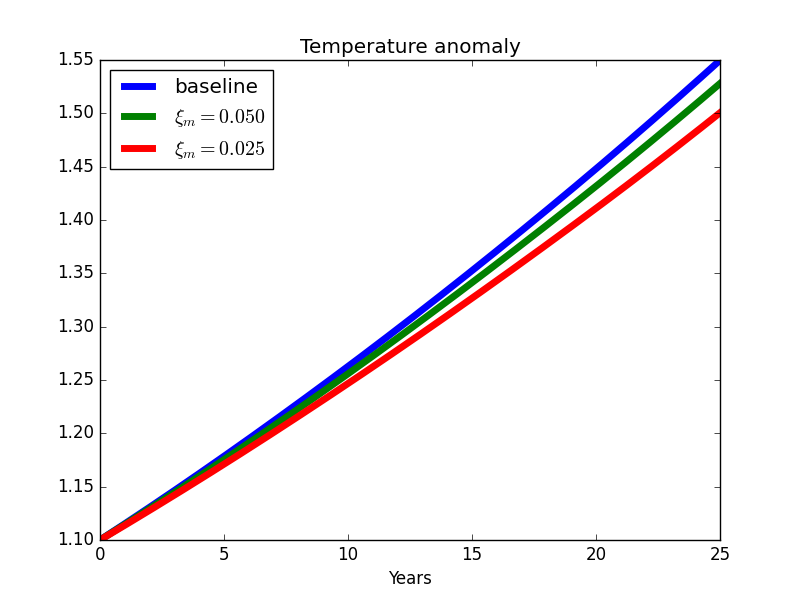 Temperature anomaly
baseline
ξₘ = 0.050
ξₘ = 0.025
1.55
1.50
1.45
1.40
1.35
1.30
1.25
1.20
1.15
1.10
0 5 10 15 20 25
Years